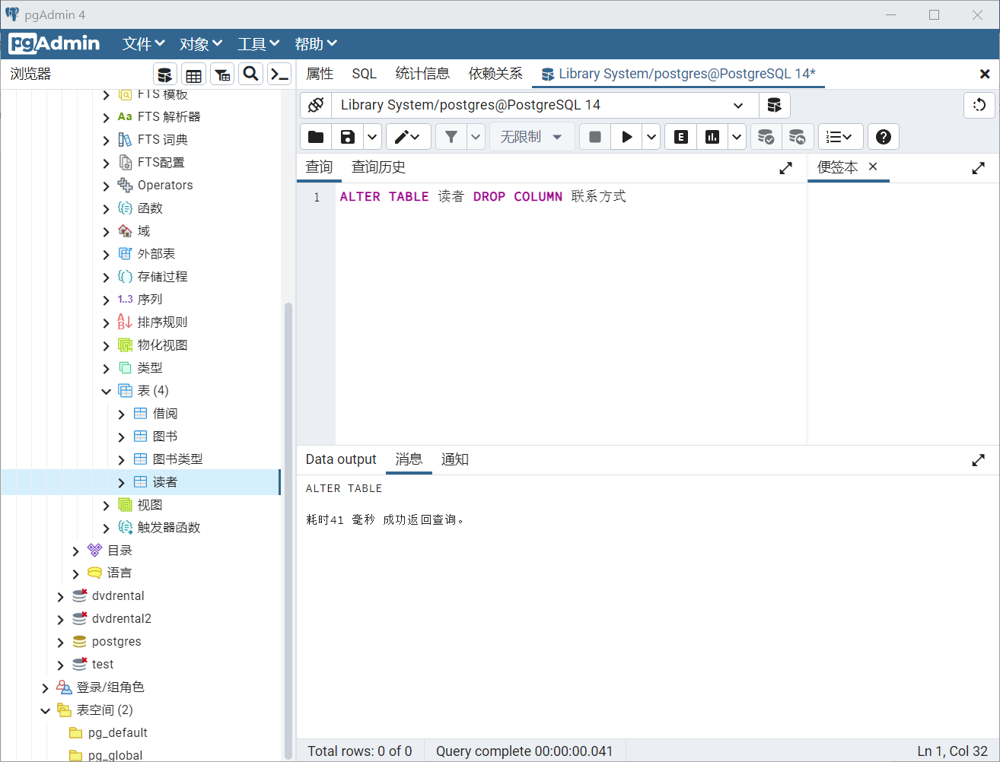 pgAdmin 4
pgAdmin 文件 对象 工具 帮助
浏览器
属性 SQL 统计信息 依赖关系 Library System/postgres@PostgreSQL 14*
Library System/postgres@PostgreSQL 14
无限制
查询 查询历史
便签本
1 ALTER TABLE 读者 DROP COLUMN 联系方式
FTS 模板
Aa FTS 解析器
FTS 词典
FTS配置
Operators
函数
域
外部表
存储过程
1..3 序列
排序规则
物化视图
类型
表 (4)
借阅
图书
图书类型
读者
视图
触发器函数
目录
语言
dvdrental
dvdrental2
postgres
test
登录/组角色
表空间 (2)
pg_default
pg_global
Data output 消息 通知
ALTER TABLE
耗时41 毫秒 成功返回查询。
Total rows: 0 of 0 Query complete 00:00:00.041 Ln 1, Col 32